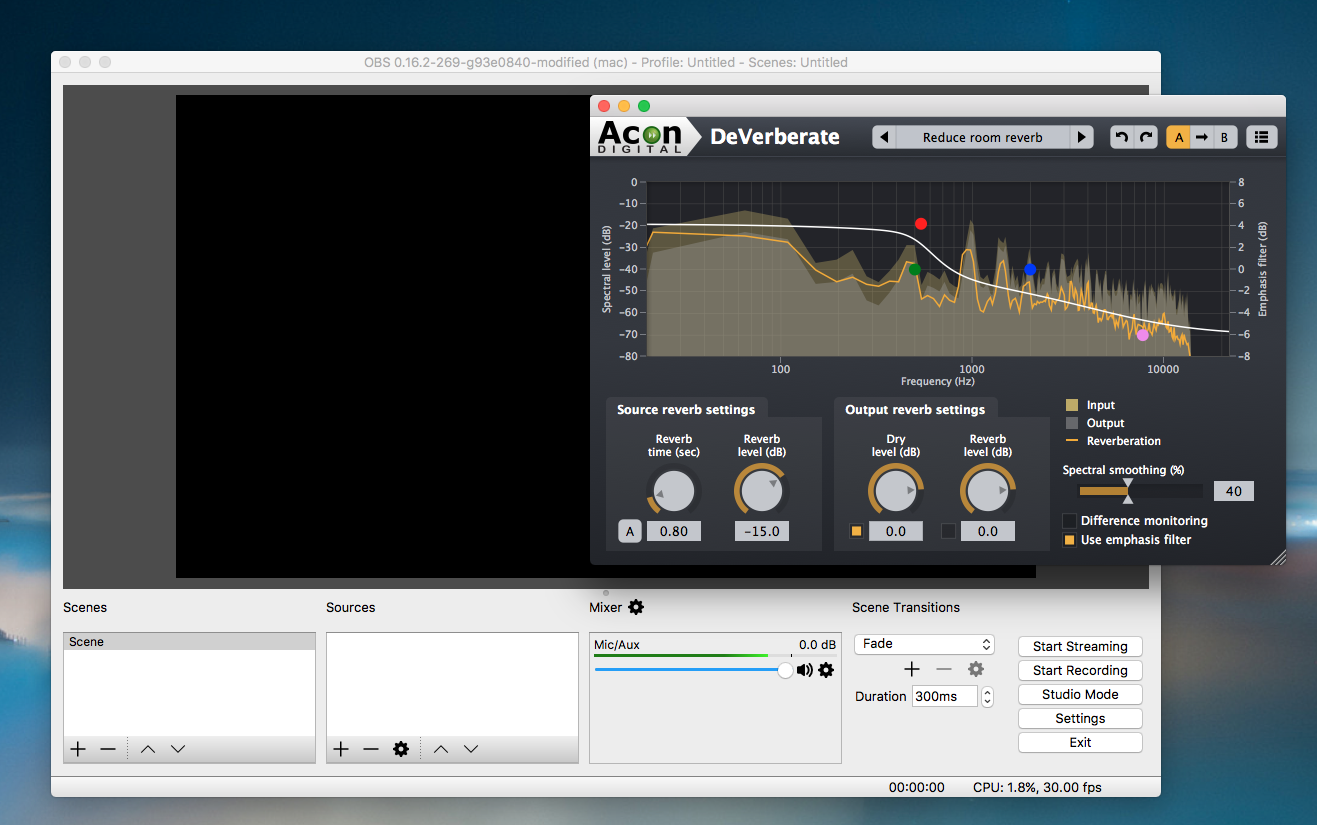 OBS 0.16.2-269-g93e0840-modified (mac) - Profile: Untitled - Scenes: Untitled
Acon
DIGITAL
DeVerberate
Reduce room reverb
A
B
0
-10
-20
-30
-40
-50
-60
-70
-80
Spectral level (dB)
8
6
4
2
0
-2
-4
-6
-8
Emphasis filter (dB)
100
1000
10000
Frequency (Hz)
Source reverb settings
Reverb
time (sec)
Reverb
level (dB)
A
0.80
-15.0
Output reverb settings
Dry
level (dB)
Reverb
level (dB)
0.0
0.0
Input
Output
Reverberation
Spectral smoothing (%)
40
Difference monitoring
Use emphasis filter
Scenes
Scene
Sources
Mixer
Mic/Aux
0.0 dB
Scene Transitions
Fade
Duration
300ms
Start Streaming
Start Recording
Studio Mode
Settings
Exit
00:00:00
CPU: 1.8%, 30.00 fps